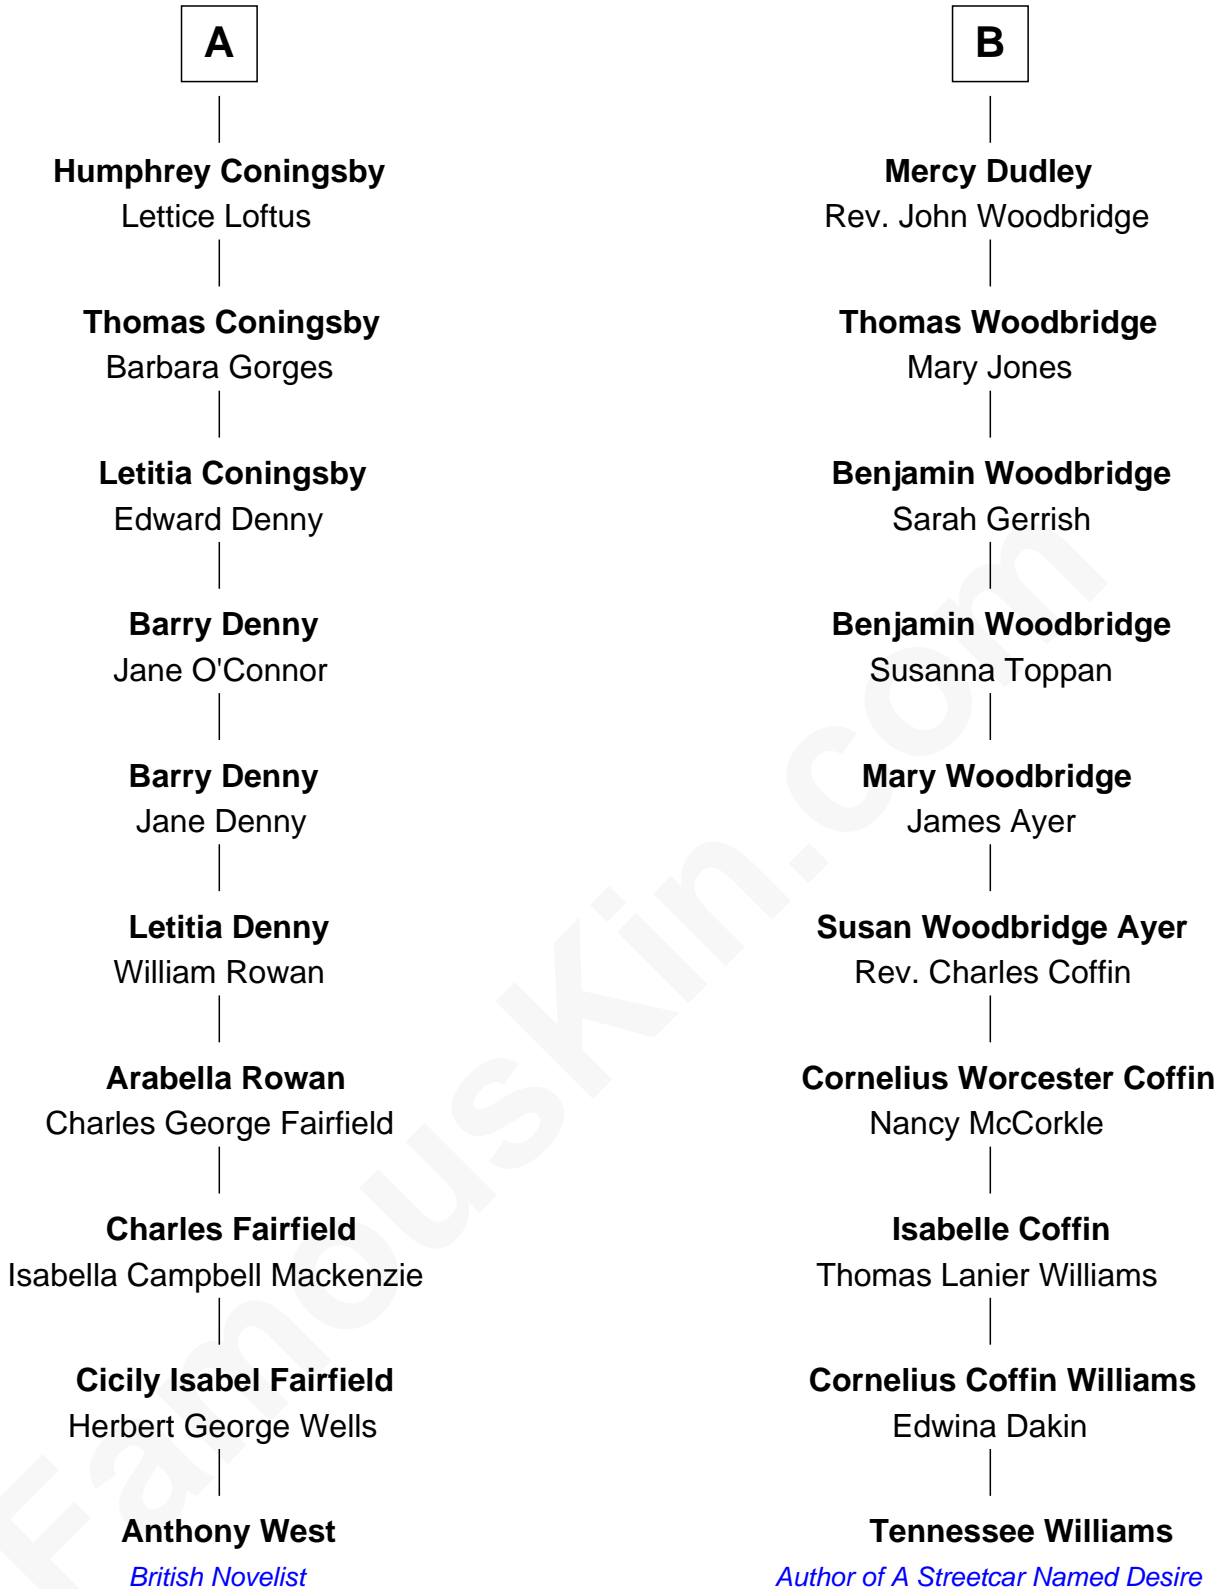 A
Humphrey Coningsby
Lettice Loftus
Thomas Coningsby
Barbara Gorges
Letitia Coningsby
Edward Denny
Barry Denny
Jane O'Connor
Barry Denny
Jane Denny
Letitia Denny
William Rowan
Arabella Rowan
Charles George Fairfield
Charles Fairfield
Isabella Campbell Mackenzie
Cicily Isabel Fairfield
Herbert George Wells
Anthony West
British Novelist
B
Mercy Dudley
Rev. John Woodbridge
Thomas Woodbridge
Mary Jones
Benjamin Woodbridge
Sarah Gerrish
Benjamin Woodbridge
Susanna Toppan
Mary Woodbridge
James Ayer
Susan Woodbridge Ayer
Rev. Charles Coffin
Cornelius Worcester Coffin
Nancy McCorkle
Isabelle Coffin
Thomas Lanier Williams
Cornelius Coffin Williams
Edwina Dakin
Tennessee Williams
Author of A Streetcar Named Desire
FamousKin.com